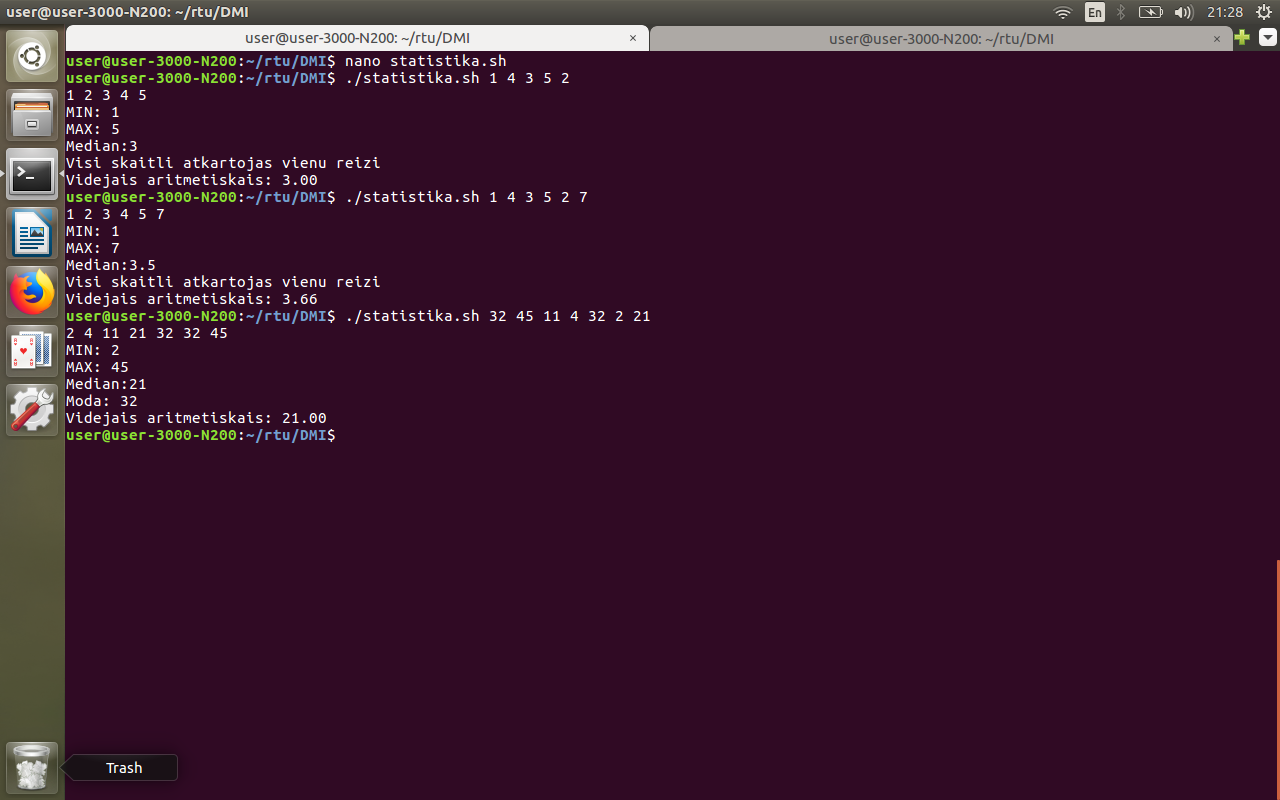 user@user-3000-N200: ~/rtu/DMI
En
21:28
user@user-3000-N200: ~/rtu/DMI ×
user@user-3000-N200: ~/rtu/DMI ×
user@user-3000-N200:~/rtu/DMI$ nano statistika.sh
user@user-3000-N200:~/rtu/DMI$ ./statistika.sh 1 4 3 5 2
1 2 3 4 5
MIN: 1
MAX: 5
Median:3
Visi skaitli atkartojas vienu reizi
Videjais aritmetiskais: 3.00
user@user-3000-N200:~/rtu/DMI$ ./statistika.sh 1 4 3 5 2 7
1 2 3 4 5 7
MIN: 1
MAX: 7
Median:3.5
Visi skaitli atkartojas vienu reizi
Videjais aritmetiskais: 3.66
user@user-3000-N200:~/rtu/DMI$ ./statistika.sh 32 45 11 4 32 2 21
2 4 11 21 32 32 45
MIN: 2
MAX: 45
Median:21
Moda: 32
Videjais aritmetiskais: 21.00
user@user-3000-N200:~/rtu/DMI$
Trash